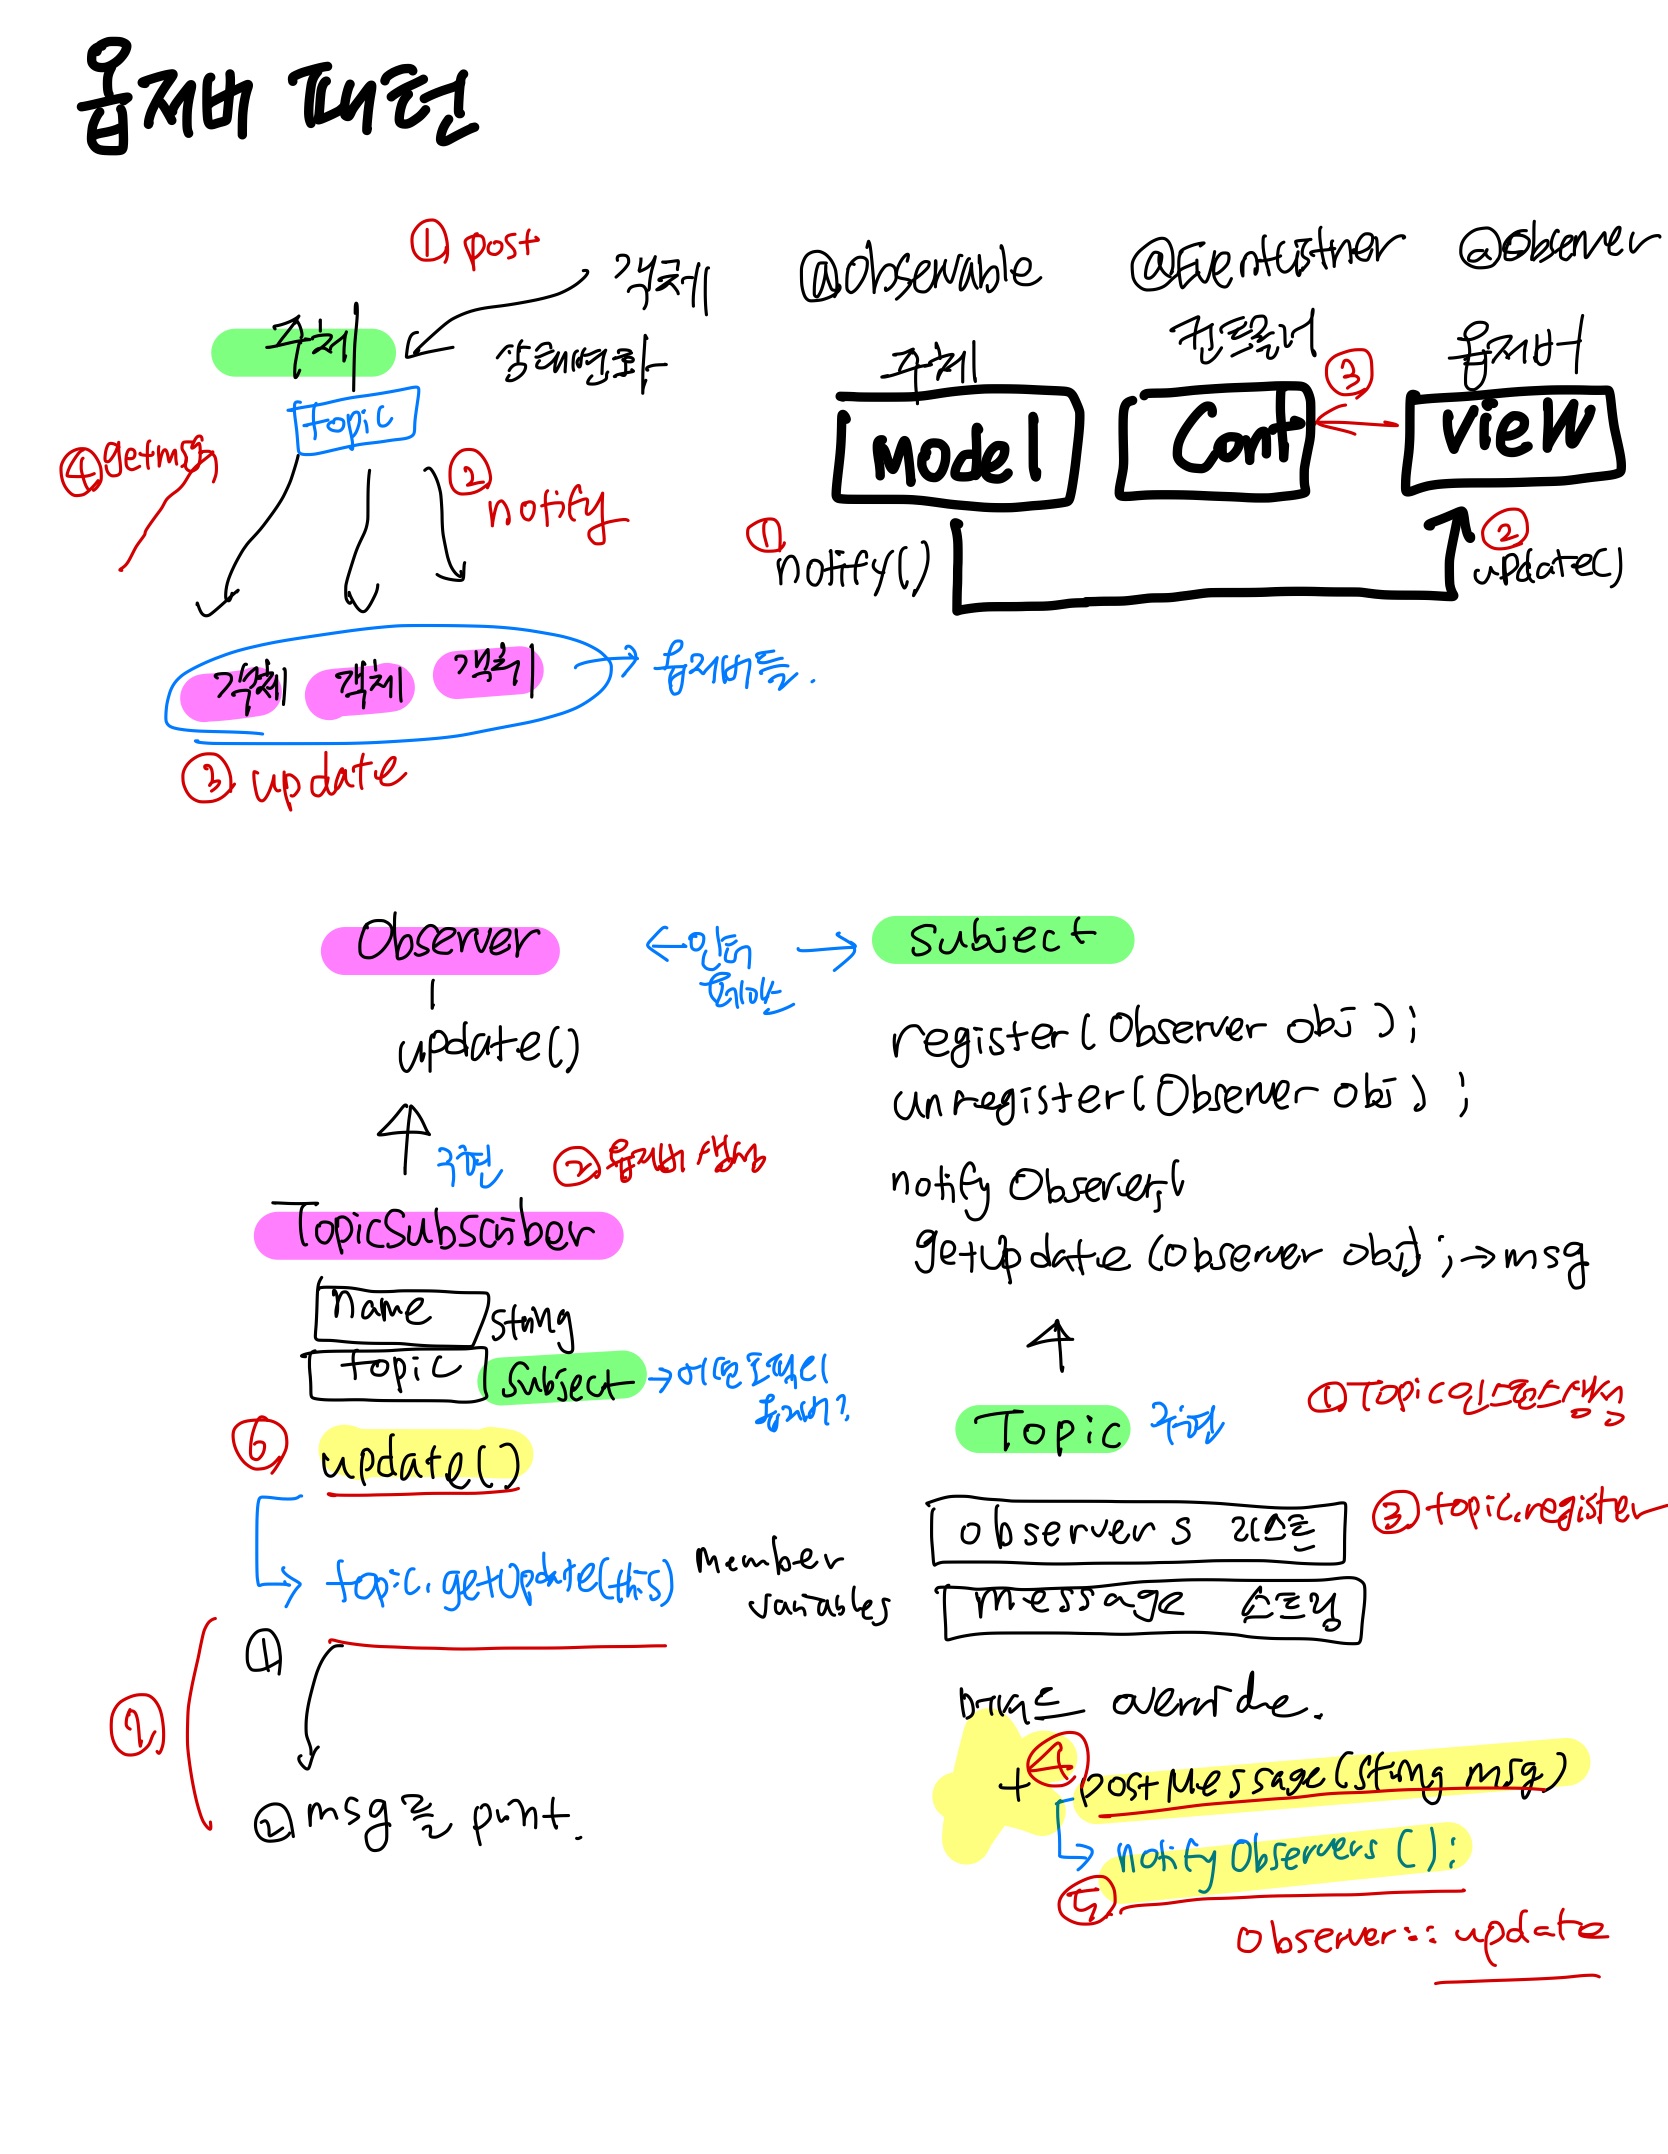 옵저버 패턴
① post
객체
상태변화
주체
topic
④ getmsg
② notify
객체 객체 객체
옵저버들.
③ update
@Observable @EventListner @Observer
주체 컨트롤러 옵저버
Model Cont view
③
① notify()
② update()
Observer
인터페이스
Subject
update()
구현
② 옵저버 생성
register(Observer obj);
unregister(Observer obj);
notify Observers(
getUpdate(Observer obj); → msg
TopicSubscriber
name string
topic Subject → 어떤 토픽의 옵저버?
⑥ update()
topic.getUpdate(this)
①
② msg를 print.
⑦
Topic 구현
① Topic 인스턴스 생성
③ topic.register
member variables
observers 리스트
message 스트링
override.
+ ④ postMessage(string msg)
notifyObservers();
⑤
Observer::update